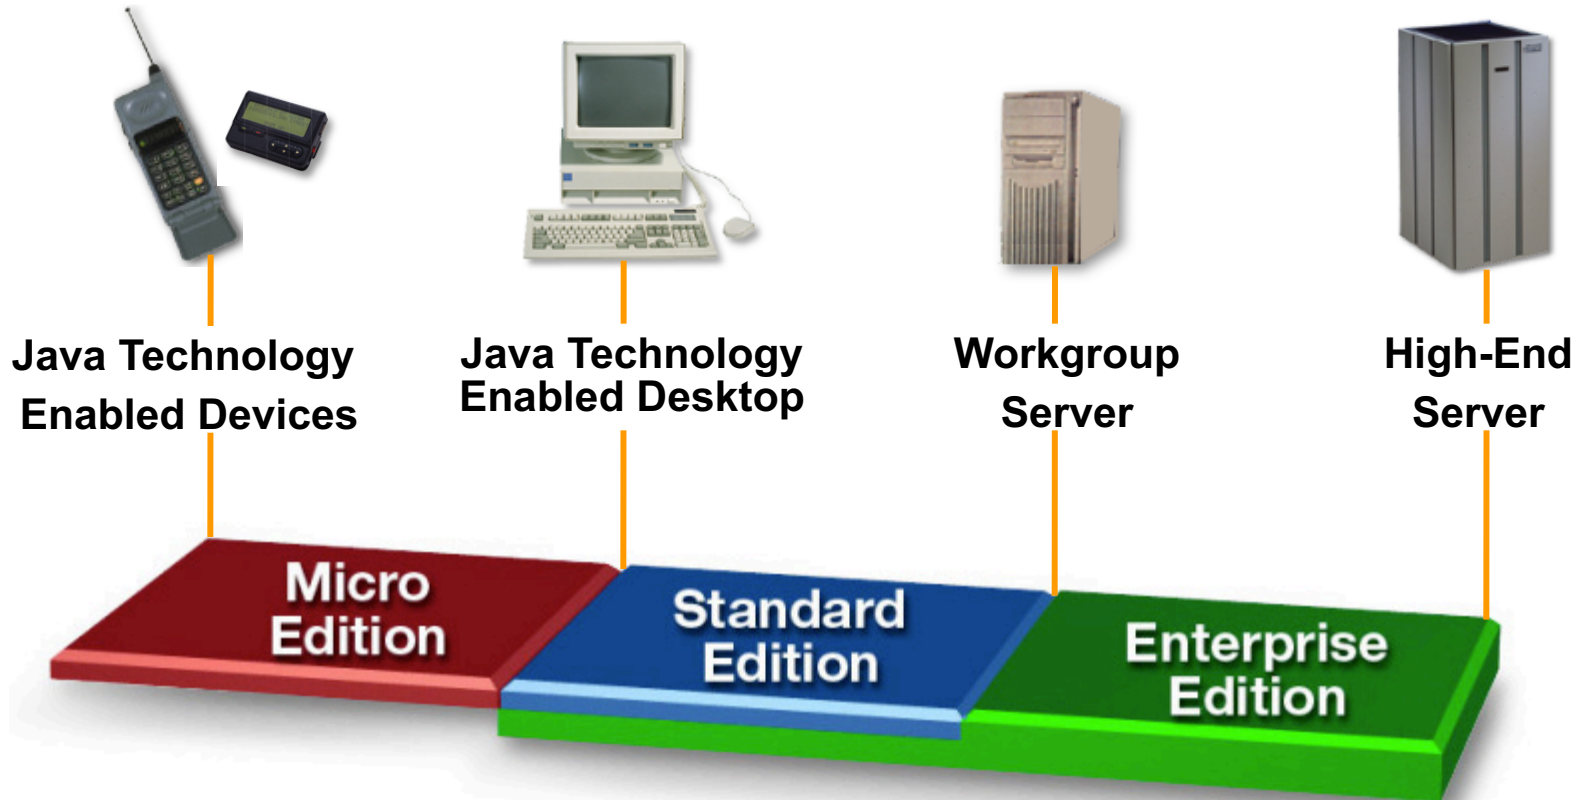 Java Technology
Enabled Devices
Java Technology
Enabled Desktop
Workgroup
Server
High-End
Server
Micro
Edition
Standard
Edition
Enterprise
Edition